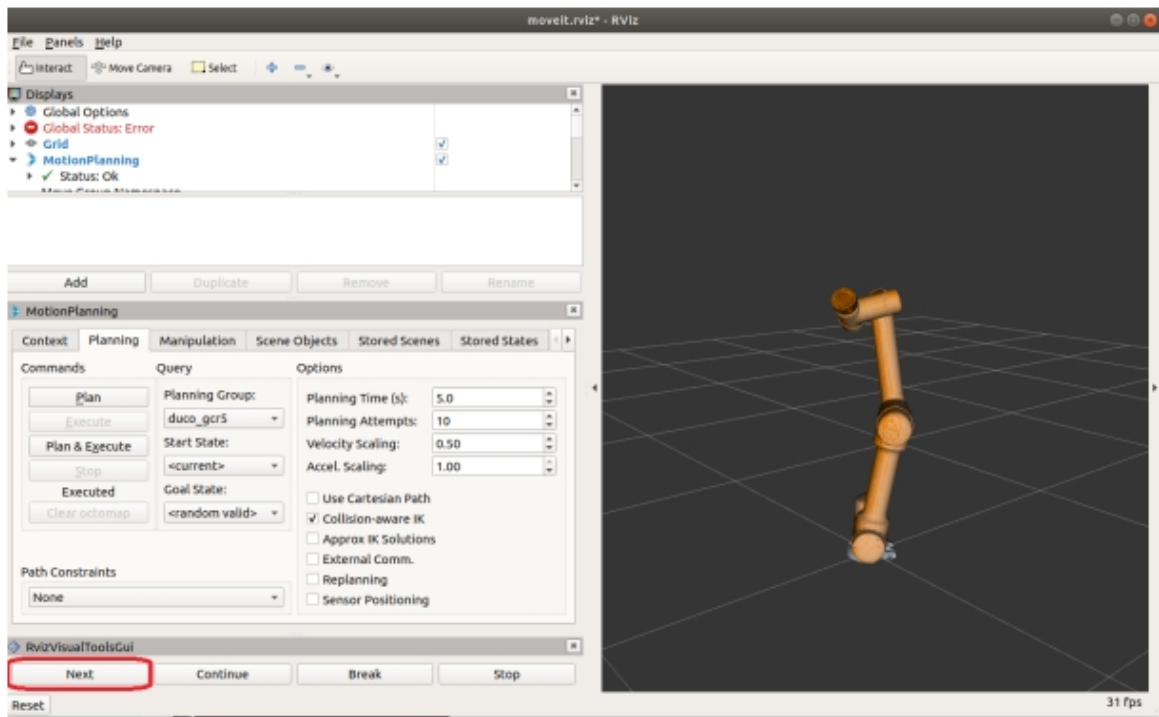 moveit.rviz* - RViz
File Panels Help
Interact Move Camera Select
Displays
Global Options
Global Status: Error
Grid
MotionPlanning
Status: Ok
Move Group Namespace
Add Duplicate Remove Rename
MotionPlanning
Context Planning Manipulation Scene Objects Stored Scenes Stored States
Commands Query Options
Plan Planning Group: Planning Time (s): 5.0
Execute duco_gcr5 Planning Attempts: 10
Plan & Execute Start State: Velocity Scaling: 0.50
Stop <current> Accel. Scaling: 1.00
Executed Goal State: Use Cartesian Path
Clear octomap <random valid> Collision-aware IK
Approx IK Solutions
External Comm.
Path Constraints Replanning
None Sensor Positioning
RvizVisualToolsGui
Next Continue Break Stop
Reset 31 fps